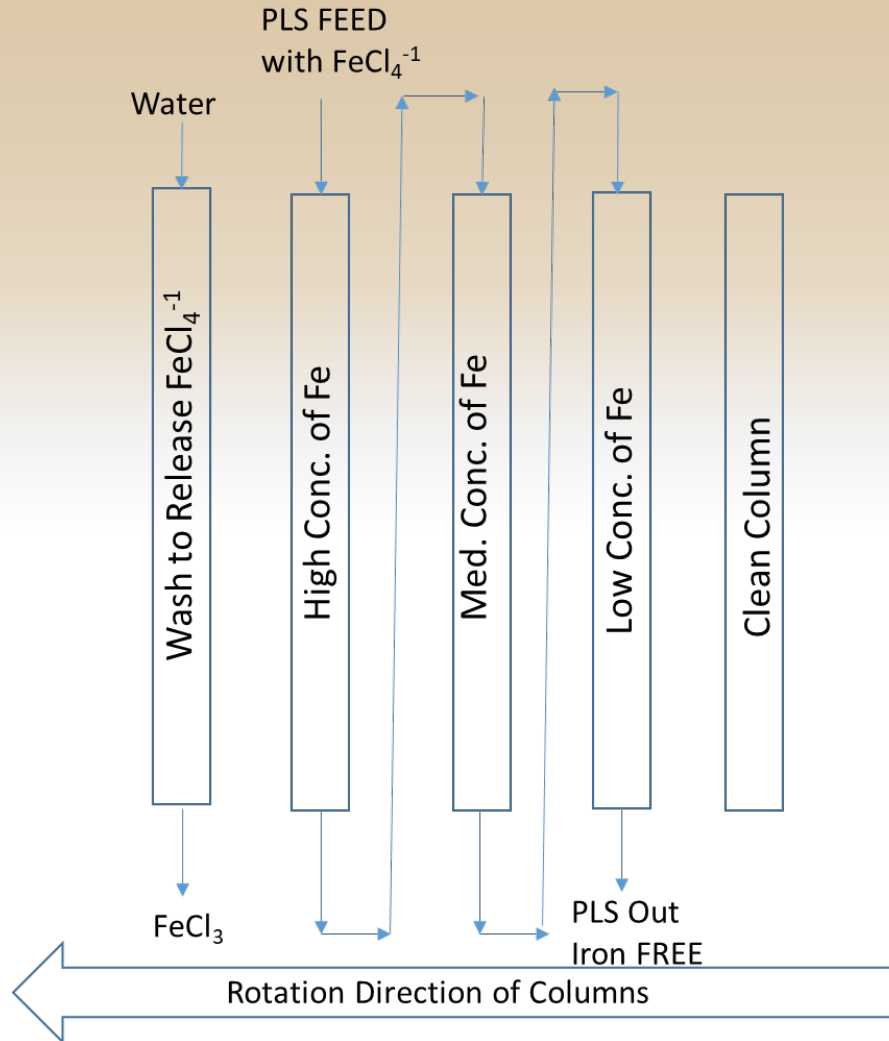 PLS FEED
with FeCl₄⁻¹
Water
Wash to Release FeCl₄⁻¹
High Conc. of Fe
Med. Conc. of Fe
Low Conc. of Fe
Clean Column
FeCl₃
PLS Out
Iron FREE
Rotation Direction of Columns